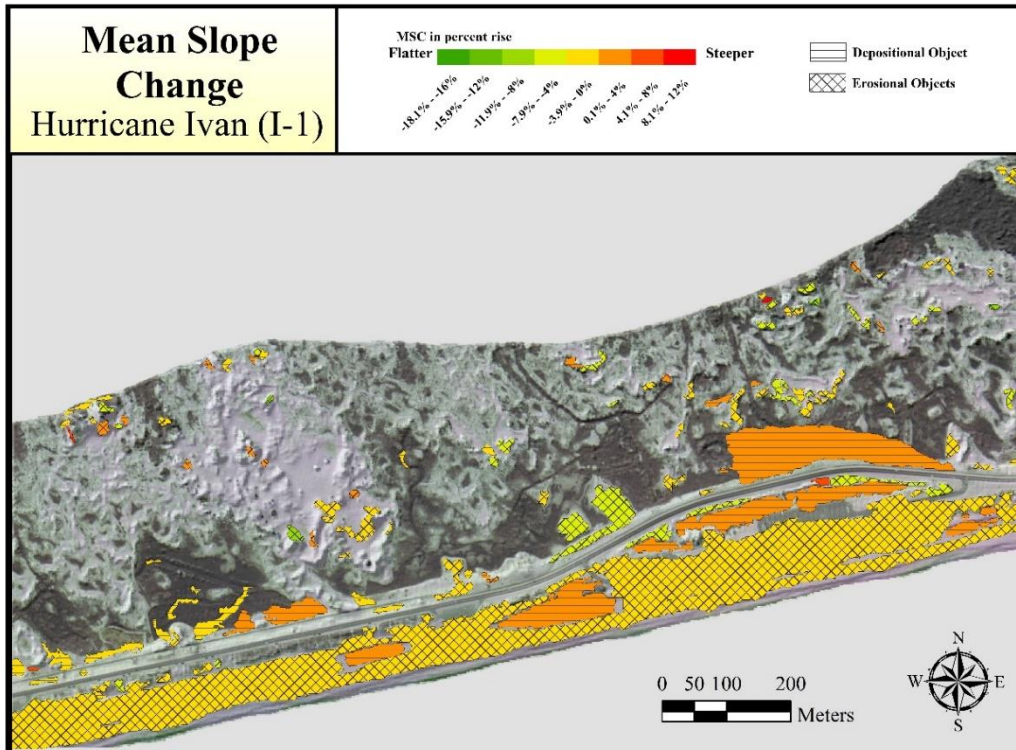 Mean Slope
Change
Hurricane Ivan (I-1)
MSC in percent rise
Flatter
Steeper
-18.1% - -16%
-15.9% - -12%
-11.9% - -8%
-7.9% - -4%
-3.9% - 0%
0.1% -4%
4.1% - 8%
8.1% - 12%
Depositional Object
Erosional Objects
N
W E
S
0 50 100 200
Meters